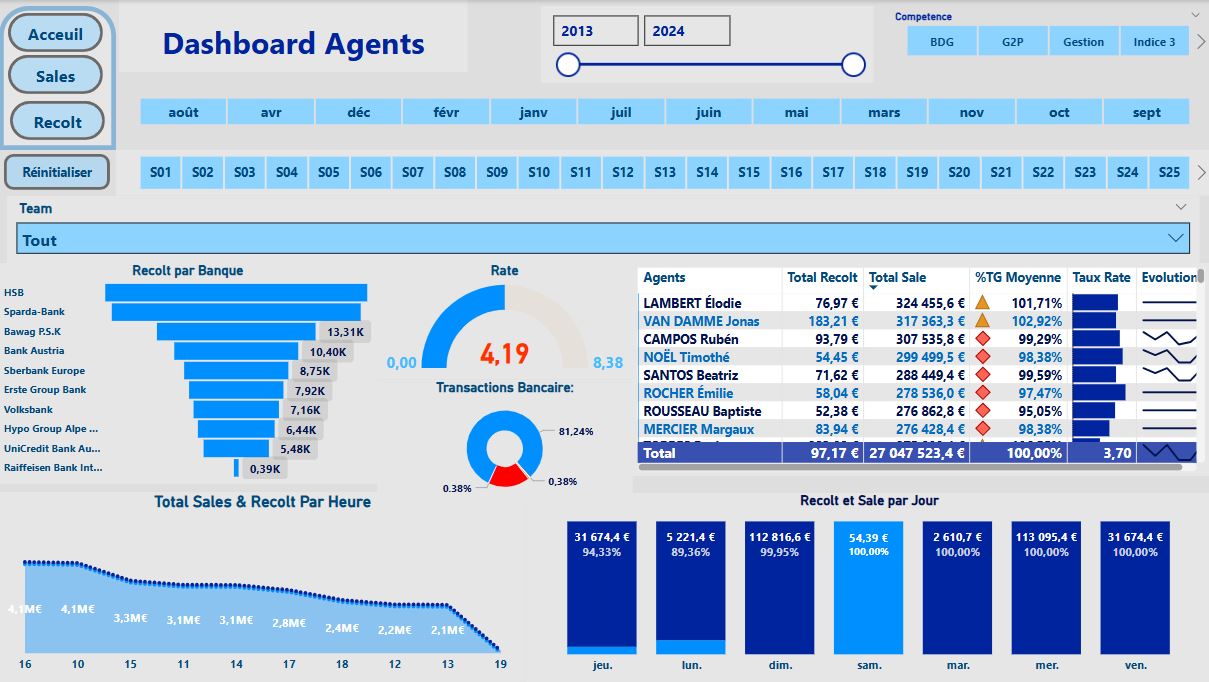 Acceuil
Sales
Recolt
Réinitialiser
Dashboard Agents
2013 2024
Competence
BDG G2P Gestion Indice 3
août avr déc févr janv juil juin mai mars nov oct sept
S01 S02 S03 S04 S05 S06 S07 S08 S09 S10 S11 S12 S13 S14 S15 S16 S17 S18 S19 S20 S21 S22 S23 S24 S25
Team
Tout
Recolt par Banque
HSB
Sparda-Bank
Bawag P.S.K 13,31K
Bank Austria 10,40K
Sberbank Europe 8,75K
Erste Group Bank 7,92K
Volksbank 7,16K
Hypo Group Alpe ... 6,44K
UniCredit Bank Au... 5,48K
Raiffeisen Bank Int... 0,39K
Rate
0,00 4,19 8,38
Transactions Bancaire:
81,24%
0,38% 0,38%
Agents Total Recolt Total Sale %TG Moyenne Taux Rate Evolution
LAMBERT Élodie 76,97 € 324 455,6 € 101,71%
VAN DAMME Jonas 183,21 € 317 363,3 € 102,92%
CAMPOS Rubén 93,79 € 307 535,8 € 99,29%
NOËL Timothé 54,45 € 299 499,5 € 98,38%
SANTOS Beatriz 71,62 € 288 449,4 € 99,59%
ROCHER Émilie 58,04 € 278 536,0 € 97,47%
ROUSSEAU Baptiste 52,38 € 276 862,8 € 95,05%
MERCIER Margaux 83,94 € 276 428,4 € 98,38%
Total 97,17 € 27 047 523,4 € 100,00% 3,70
Total Sales & Recolt Par Heure
4,1M€ 4,1M€ 3,3M€ 3,1M€ 3,1M€ 2,8M€ 2,4M€ 2,2M€ 2,1M€
16 10 15 11 14 17 18 12 13 19
Recolt et Sale par Jour
31 674,4 € 5 221,4 € 112 816,6 € 54,39 € 2 610,7 € 113 095,4 € 31 674,4 €
94,33% 89,36% 99,95% 100,00% 100,00% 100,00% 100,00%
jeu. lun. dim. sam. mar. mer. ven.